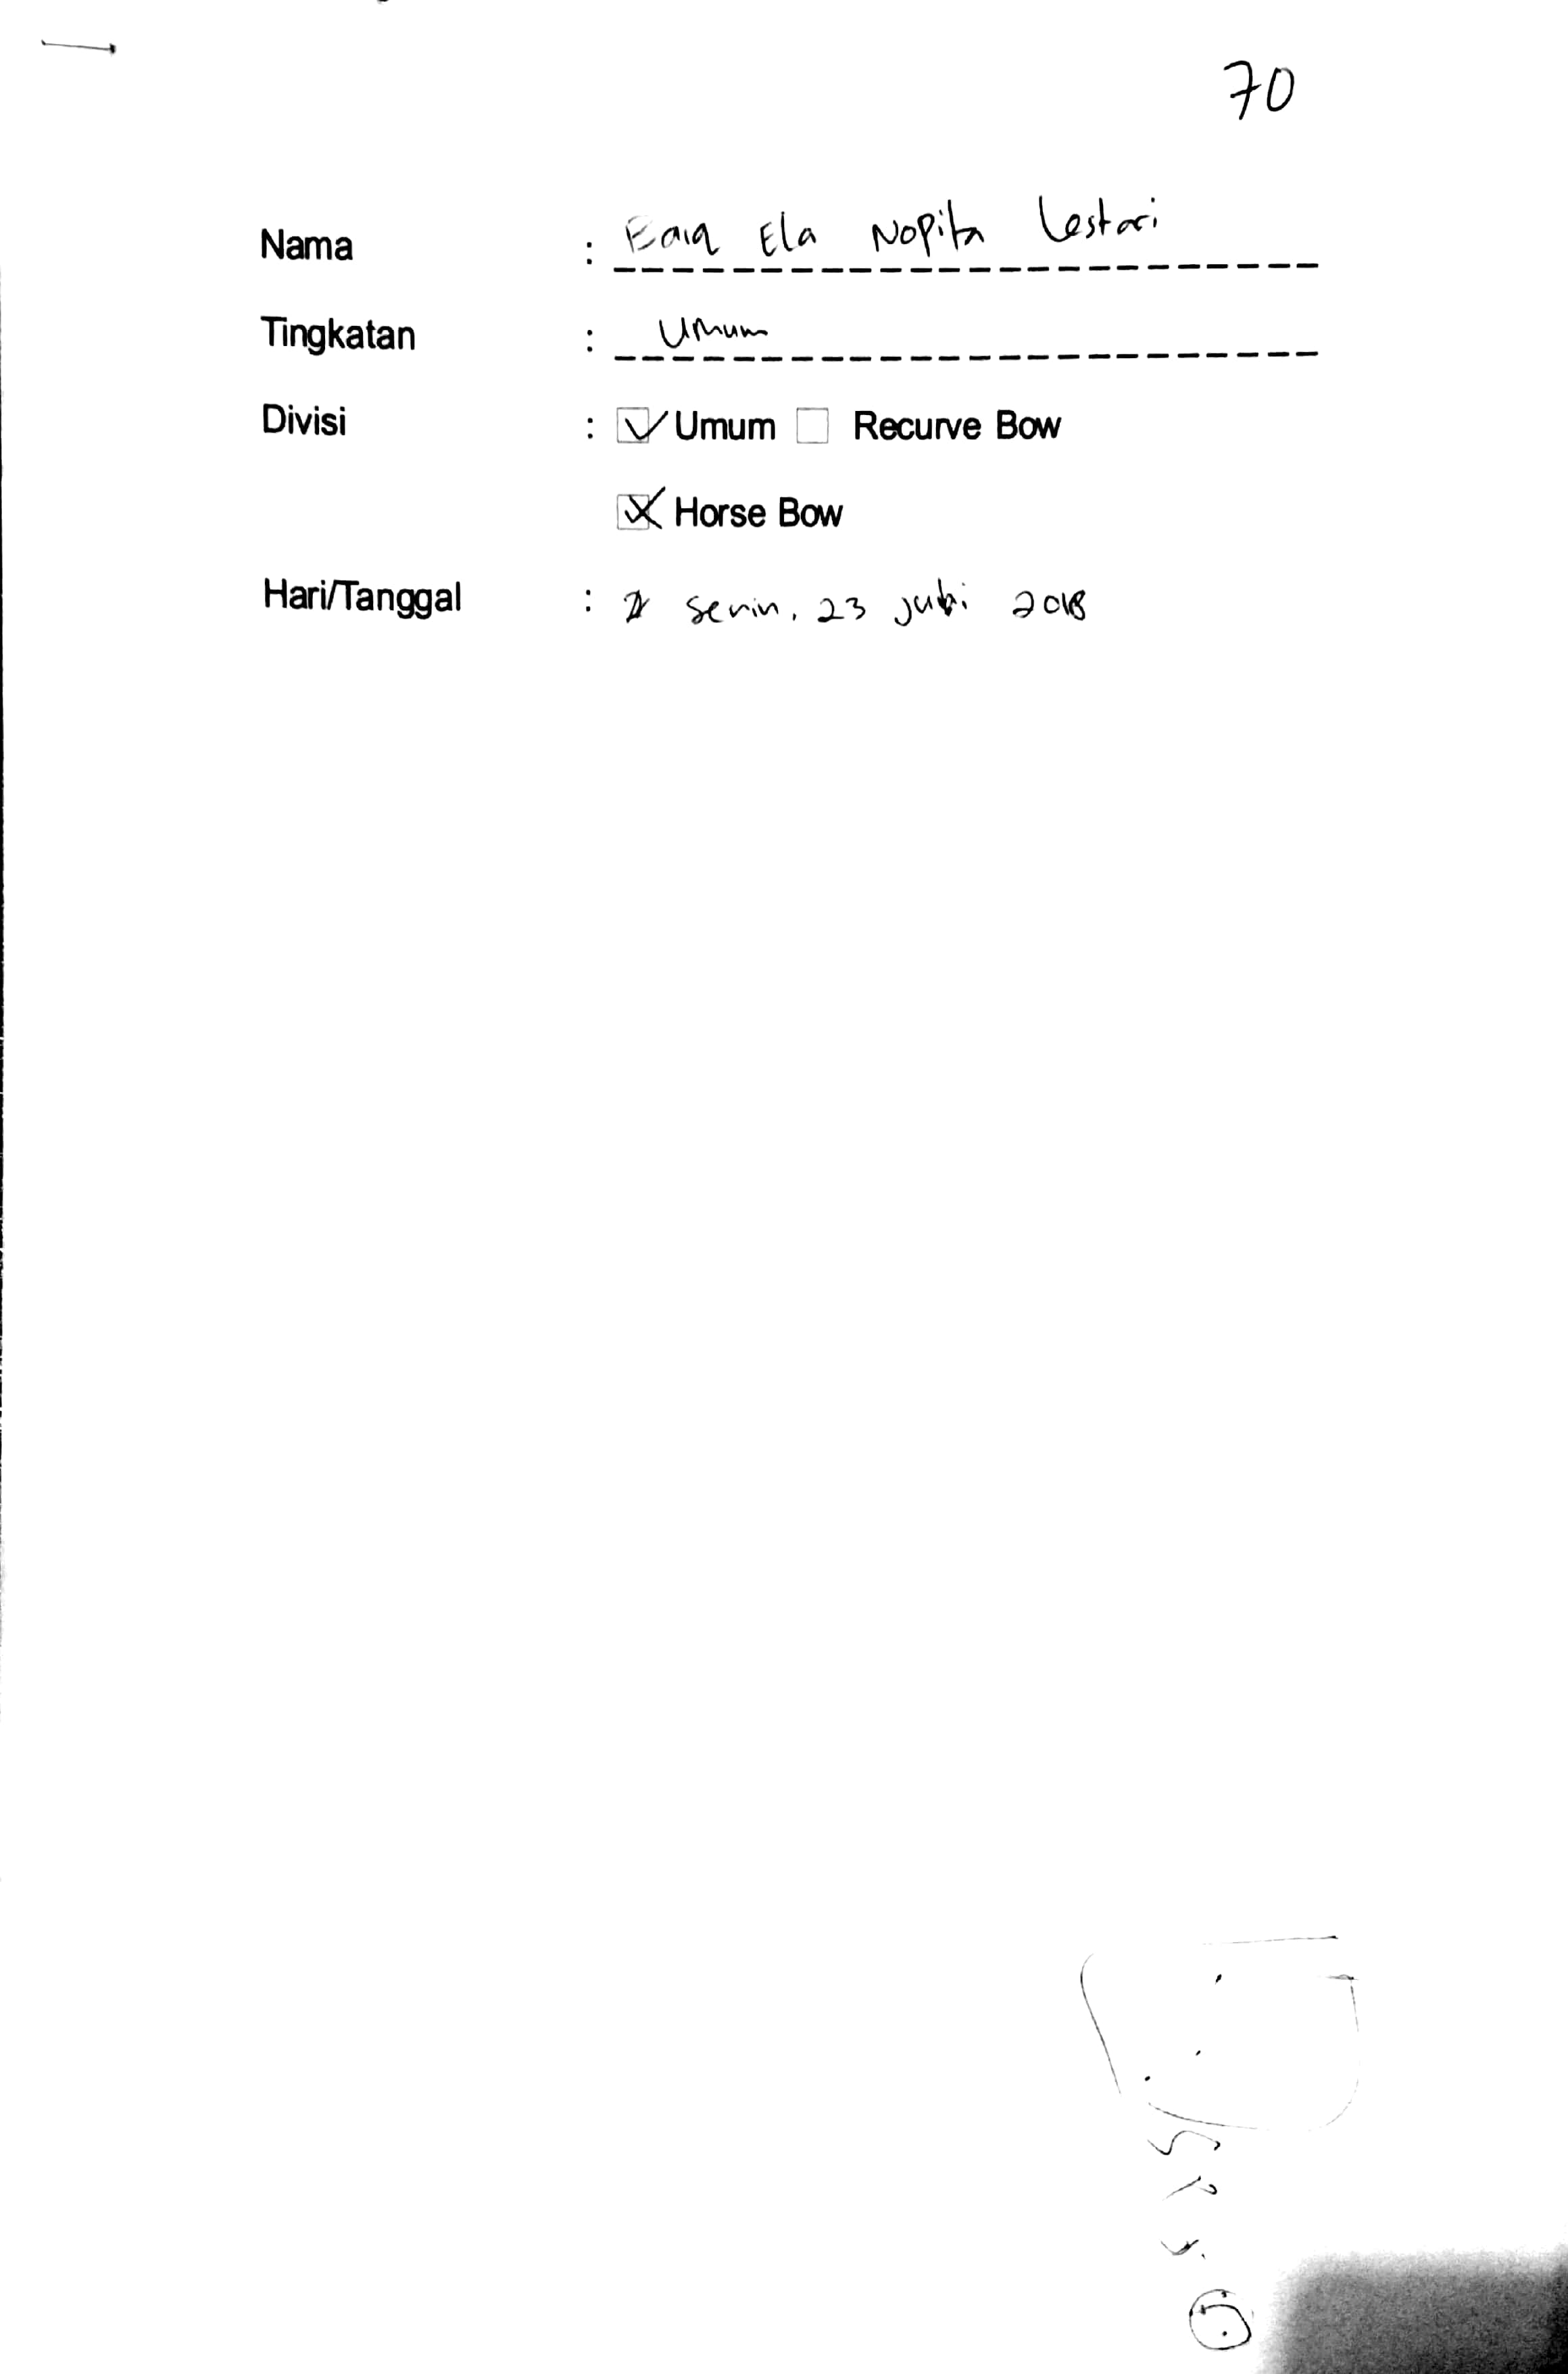 70
Nama : Baiq Ela Nopita Lestari
Tingkatan : Umum
Divisi : Umum Recurve Bow
Horse Bow
Hari/Tanggal : Senin, 23 Juli 2018